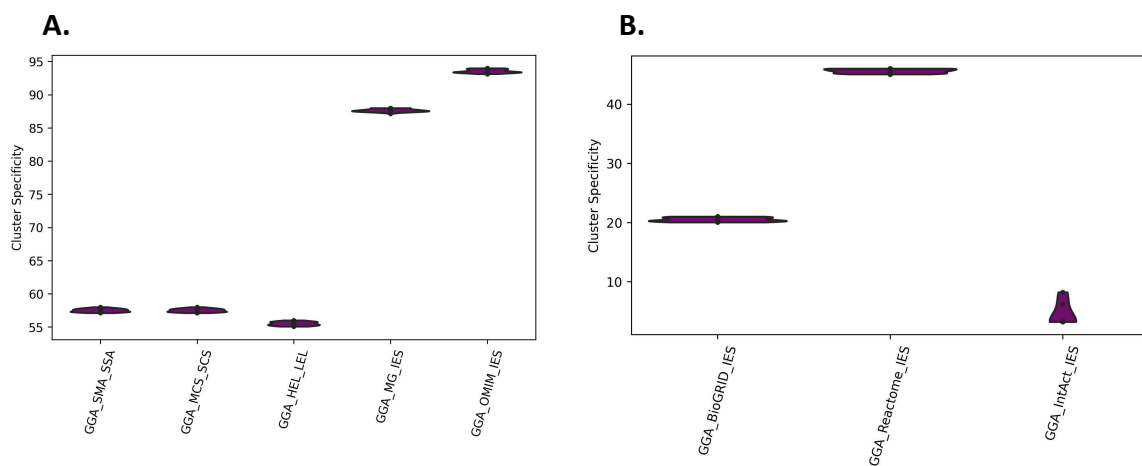 A.
95
90
85
80
75
70
65
60
55
Cluster Specificity
GGA_SMA_SSA
GGA_MCS_SCS
GGA_HEL_LEL
GGA_MG_IES
GGA_OMIM_IES
B.
40
30
20
10
Cluster Specificity
GGA_BioGRID_IES
GGA_Reactome_IES
GGA_IntAct_IES